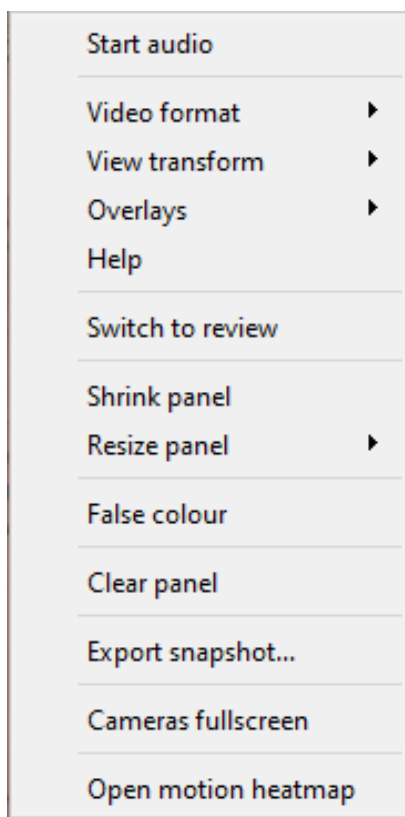 Start audio
Video format
View transform
Overlays
Help
Switch to review
Shrink panel
Resize panel
False colour
Clear panel
Export snapshot...
Cameras fullscreen
Open motion heatmap